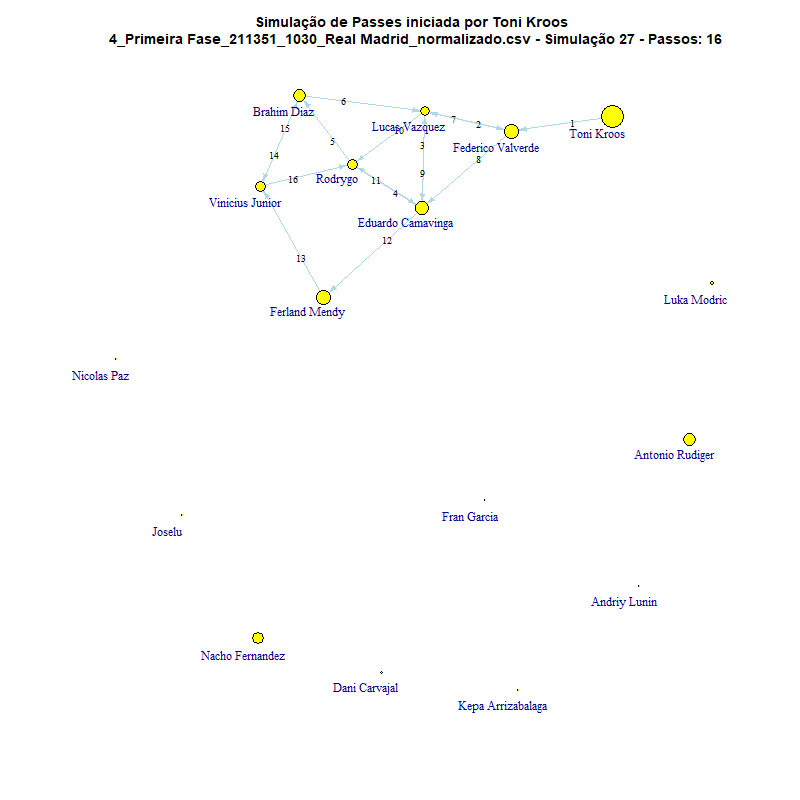 Simulação de Passes iniciada por Toni Kroos
4_Primeira Fase_211351_1030_Real Madrid_normalizado.csv - Simulação 27 - Passos: 16
Brahim Diaz
6
Lucas Vazquez
7
2
1
Toni Kroos
Federico Valverde
15
10
5
3
14
8
16
Rodrygo
11
9
4
Vinicius Junior
Eduardo Camavinga
12
13
Ferland Mendy
Luka Modric
Nicolas Paz
Antonio Rudiger
Fran Garcia
Joselu
Andriy Lunin
Nacho Fernandez
Dani Carvajal
Kepa Arrizabalaga